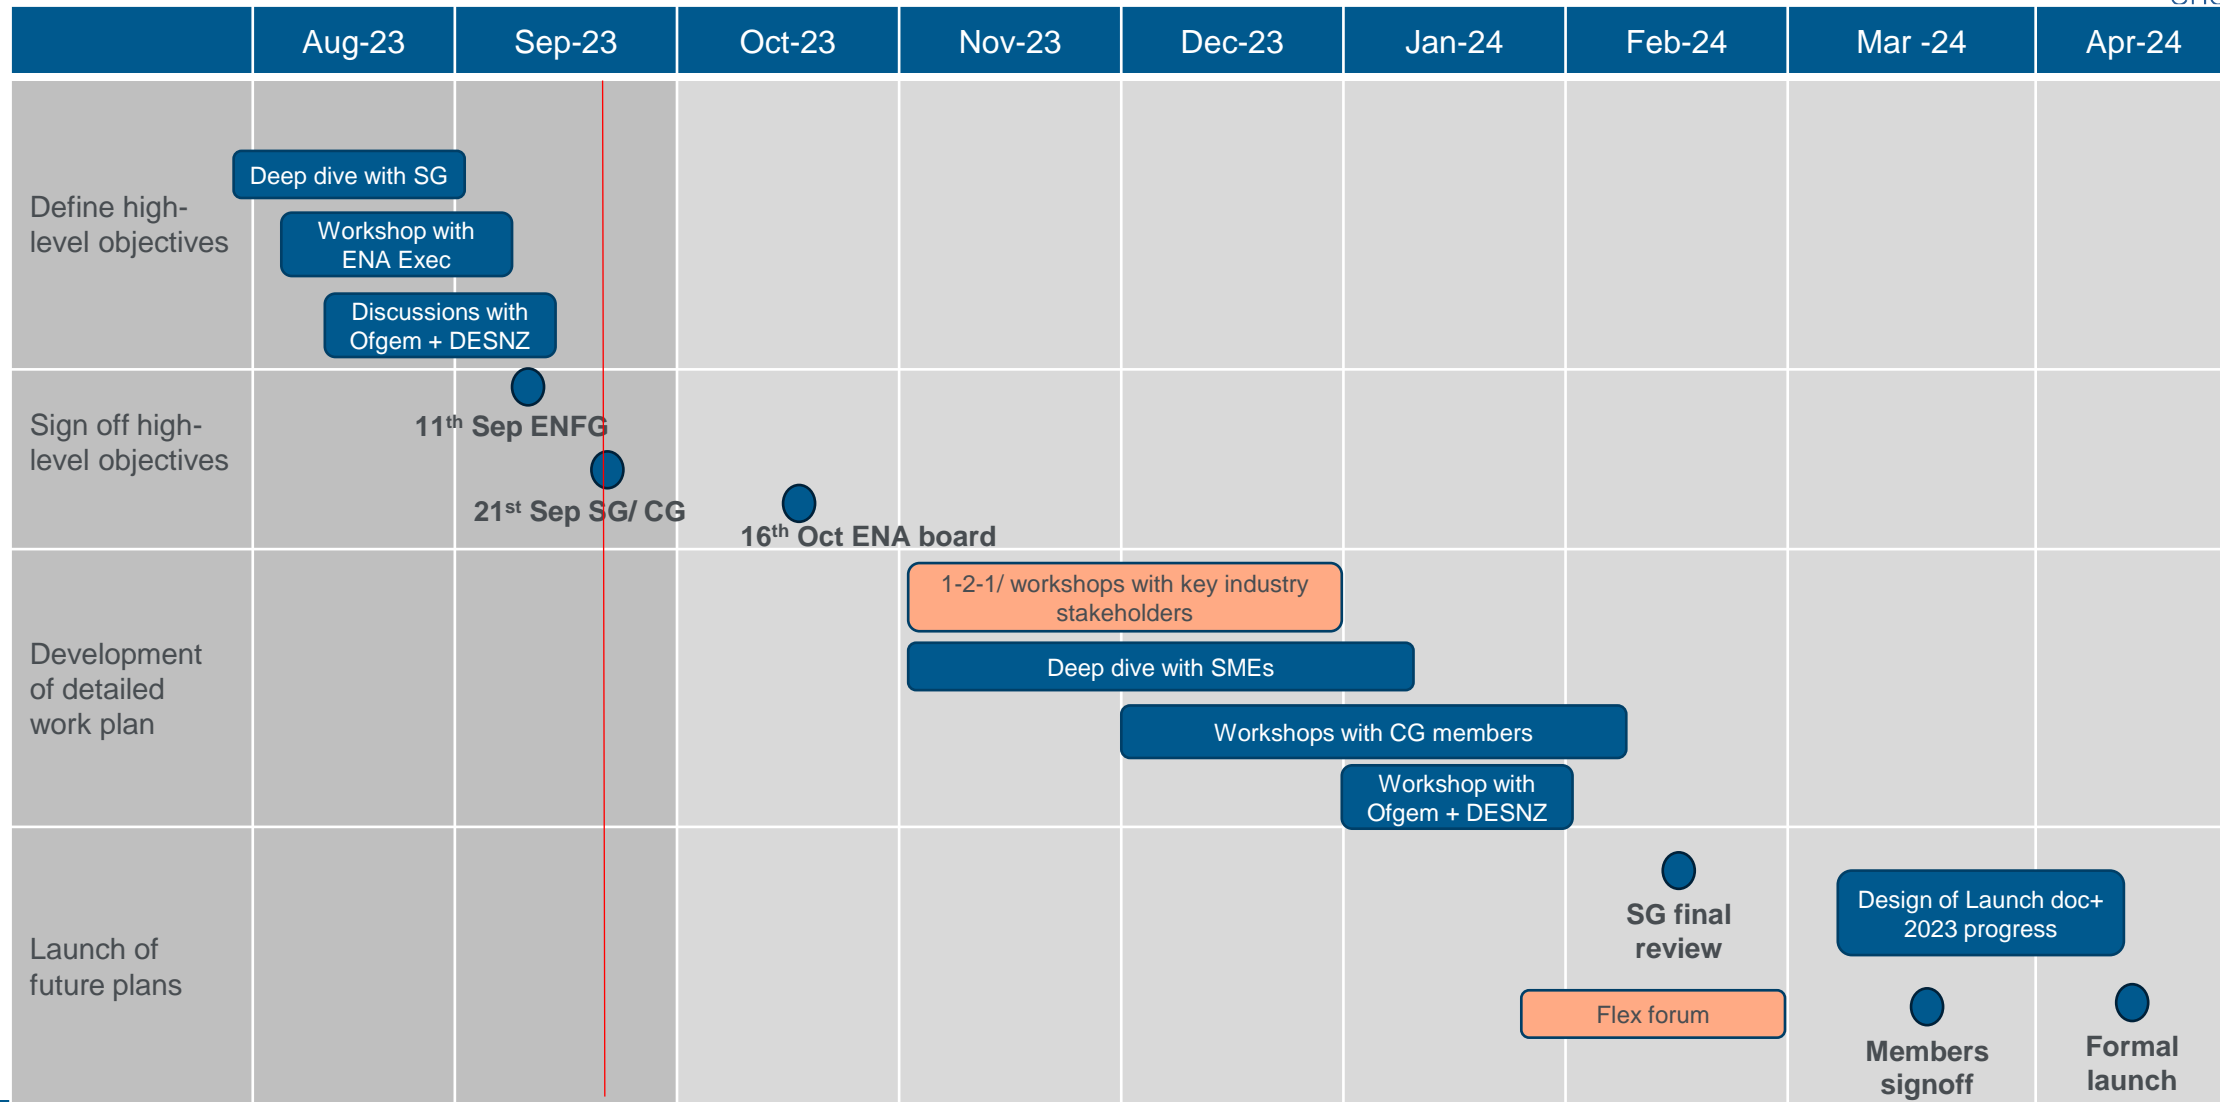 Aug-23 Sep-23 Oct-23 Nov-23 Dec-23 Jan-24 Feb-24 Mar -24 Apr-24
Define high-
level objectives
Deep dive with SG
Workshop with
ENA Exec
Discussions with
Ofgem + DESNZ
Sign off high-
level objectives
11th Sep ENFG
21st Sep SG/ CG
16th Oct ENA board
Development
of detailed
work plan
1-2-1/ workshops with key industry
stakeholders
Deep dive with SMEs
Workshops with CG members
Workshop with
Ofgem + DESNZ
Launch of
future plans
SG final
review
Design of Launch doc+
2023 progress
Flex forum
Members
signoff
Formal
launch